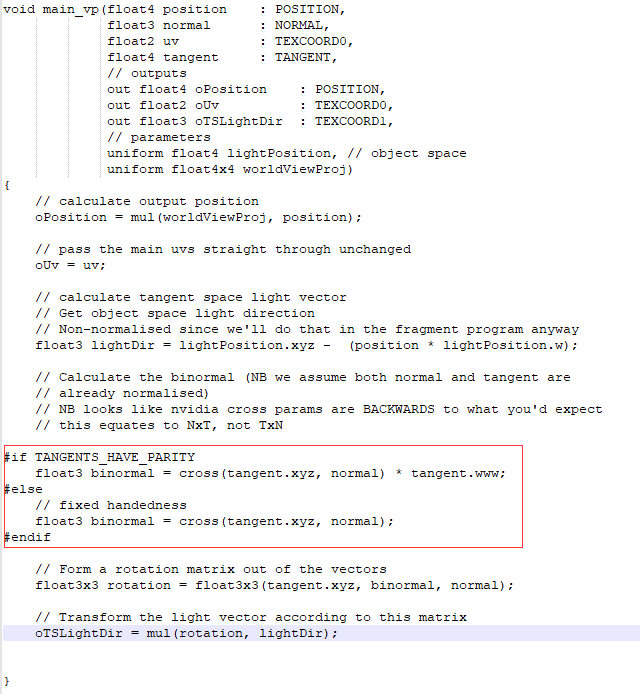 void main_vp(float4 position    : POSITION,
             float3 normal      : NORMAL,
             float2 uv          : TEXCOORD0,
             float4 tangent     : TANGENT,
             // outputs
             out float4 oPosition    : POSITION,
             out float2 oUv          : TEXCOORD0,
             out float3 oTSLightDir  : TEXCOORD1,
             // parameters
             uniform float4 lightPosition, // object space
             uniform float4x4 worldViewProj)
{
    // calculate output position
    oPosition = mul(worldViewProj, position);

    // pass the main uvs straight through unchanged
    oUv = uv;

    // calculate tangent space light vector
    // Get object space light direction
    // Non-normalised since we'll do that in the fragment program anyway
    float3 lightDir = lightPosition.xyz -  (position * lightPosition.w);

    // Calculate the binormal (NB we assume both normal and tangent are
    // already normalised)
    // NB looks like nvidia cross params are BACKWARDS to what you'd expect
    // this equates to NxT, not TxN

#if TANGENTS_HAVE_PARITY
    float3 binormal = cross(tangent.xyz, normal) * tangent.www;
#else
    // fixed handedness
    float3 binormal = cross(tangent.xyz, normal);
#endif

    // Form a rotation matrix out of the vectors
    float3x3 rotation = float3x3(tangent.xyz, binormal, normal);

    // Transform the light vector according to this matrix
    oTSLightDir = mul(rotation, lightDir);

}